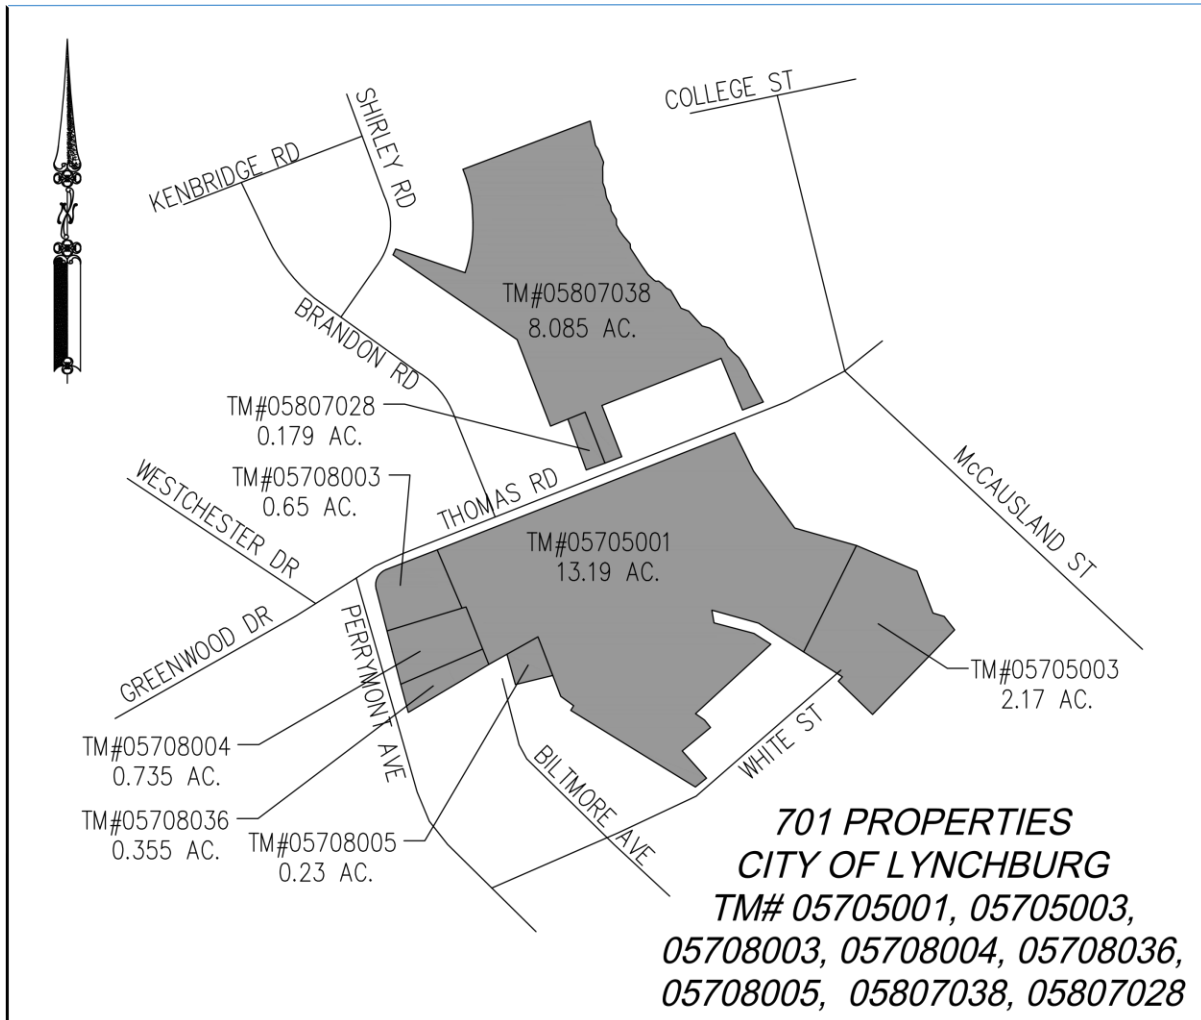 COLLEGE ST
SHIRLEY RD
KENBRIDGE RD
N
TM#05807038
8.085 AC.
BRANDON RD
TM#05807028
0.179 AC.
TM#05708003
0.65 AC.
WESTCHESTER DR
THOMAS RD
McCAUSLAND ST
TM#05705001
13.19 AC.
GREENWOOD DR
PERRYMONT AVE
TM#05705003
2.17 AC.
TM#05708004
0.735 AC.
WHITE ST
BILTMORE AVE
TM#05708036
0.355 AC.
TM#05708005
0.23 AC.
701 PROPERTIES
CITY OF LYNCHBURG
TM# 05705001, 05705003,
05708003, 05708004, 05708036,
05708005, 05807038, 05807028